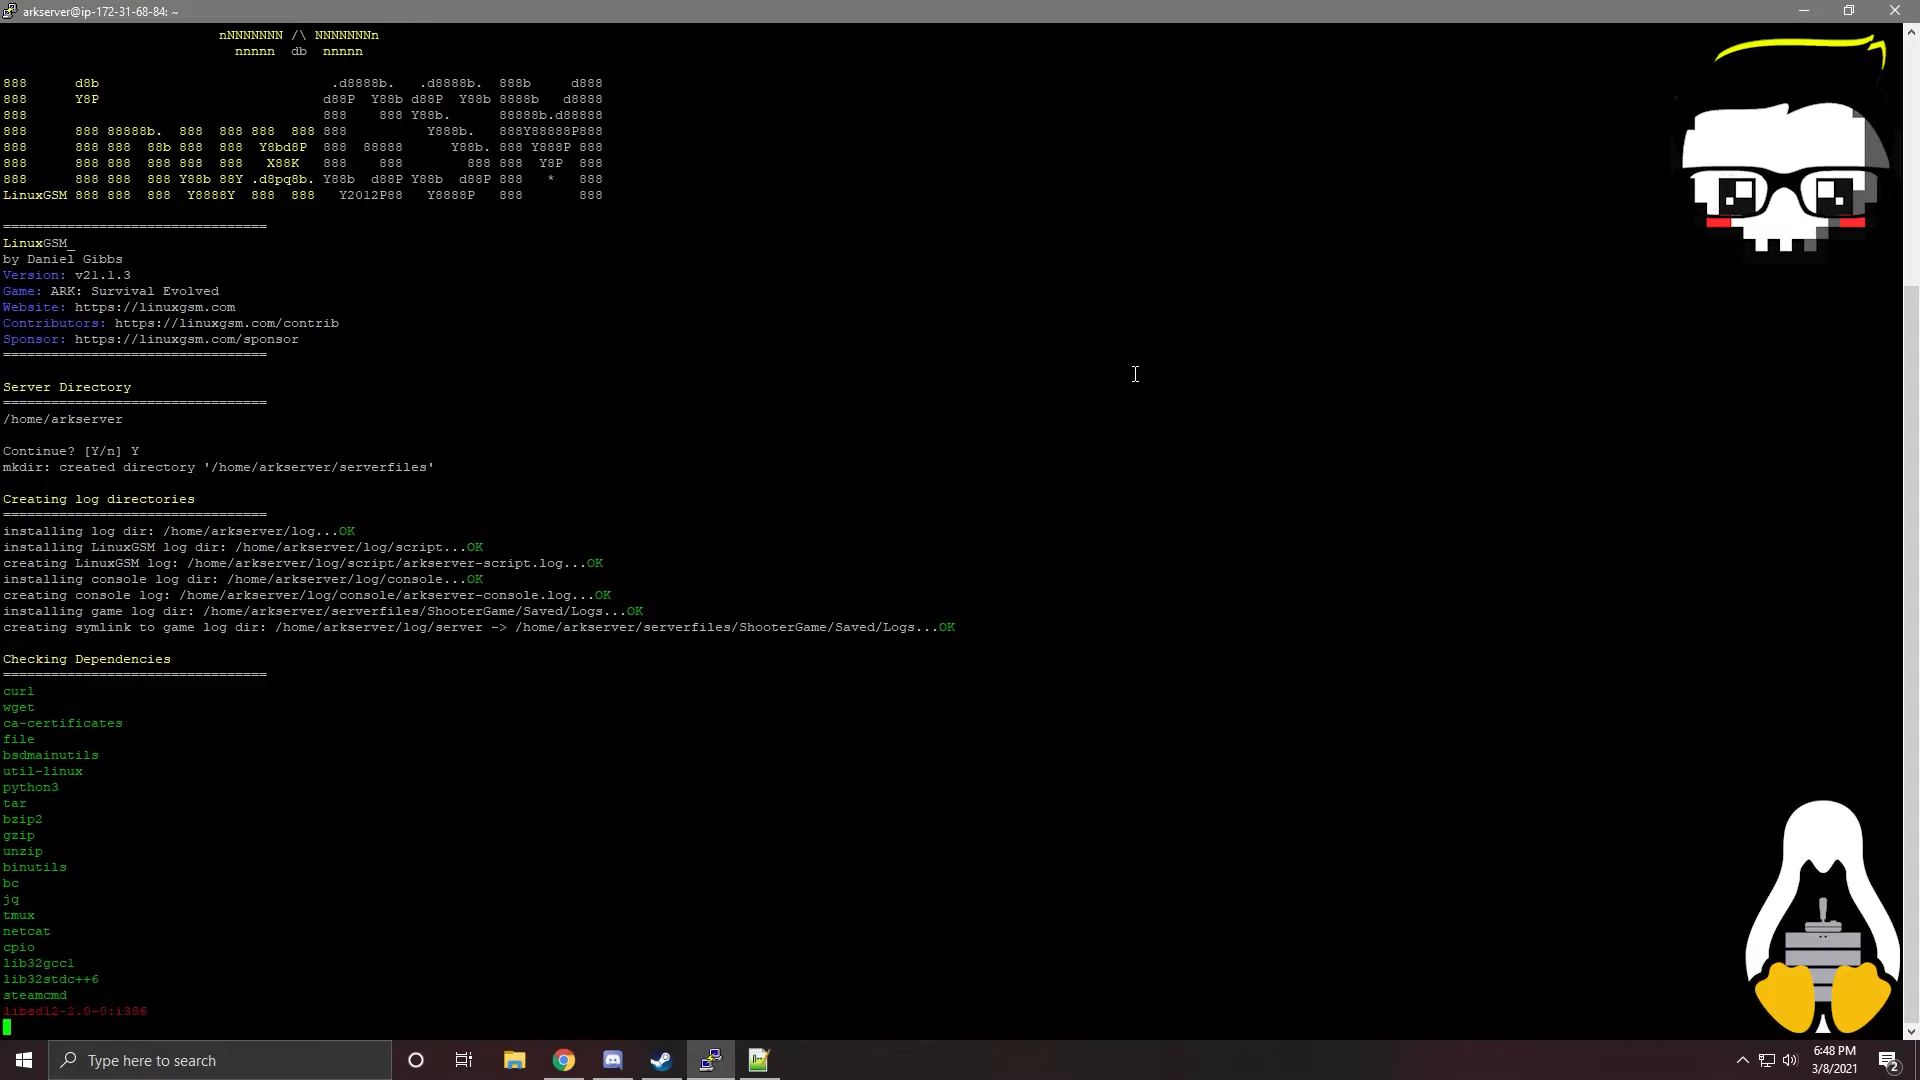 arkserver@ip-172-31-68-84: ~
nNNNNNNN /\ NNNNNNNn
nnnnn  db  nnnnn
888      d8b                             .d8888b.   .d8888b.  888b     d888
888      Y8P                            d88P  Y88b d88P  Y88b 8888b   d8888
888                                     888    888 Y88b.      88888b.d88888
888      888 88888b.  888  888 888  888 888          Y888b.   888Y88888P888
888      888 888  88b 888  888  Y8bd8P  888  88888      Y88b. 888 Y888P 888
888      888 888  888 888  888   X88K   888    888        888 888  Y8P  888
888      888 888  888 Y88b 88Y .d8pq8b. Y88b  d88P Y88b  d88P 888   *   888
LinuxGSM 888 888  888  Y8888Y  888  888   Y2012P88   Y8888P   888       888
=================================
LinuxGSM_
by Daniel Gibbs
Version: v21.1.3
Game: ARK: Survival Evolved
Website: https://linuxgsm.com
Contributors: https://linuxgsm.com/contrib
Sponsor: https://linuxgsm.com/sponsor
=================================
Server Directory
=================================
/home/arkserver
Continue? [Y/n] Y
mkdir: created directory '/home/arkserver/serverfiles'
Creating log directories
=================================
installing log dir: /home/arkserver/log...OK
installing LinuxGSM log dir: /home/arkserver/log/script...OK
creating LinuxGSM log: /home/arkserver/log/script/arkserver-script.log...OK
installing console log dir: /home/arkserver/log/console...OK
creating console log: /home/arkserver/log/console/arkserver-console.log...OK
installing game log dir: /home/arkserver/serverfiles/ShooterGame/Saved/Logs...OK
creating symlink to game log dir: /home/arkserver/log/server -> /home/arkserver/serverfiles/ShooterGame/Saved/Logs...OK
Checking Dependencies
=================================
curl
wget
ca-certificates
file
bsdmainutils
util-linux
python3
tar
bzip2
gzip
unzip
binutils
bc
jq
tmux
netcat
cpio
lib32gcc1
lib32stdc++6
steamcmd
libsdl2-2.0-0:i386
Type here to search
6:48 PM
3/8/2021
2